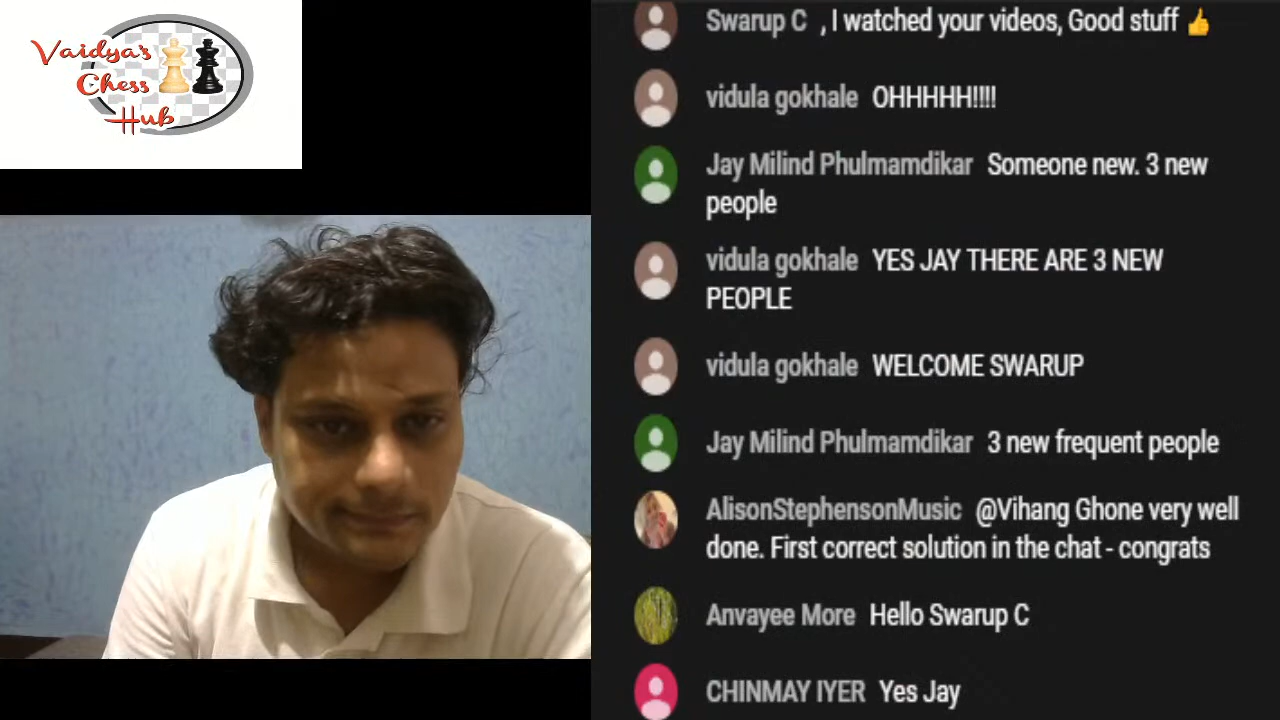 Vaidya's
Chess
Hub
Swarup C , I watched your videos, Good stuff 👍
vidula gokhale OHHHHH!!!!
Jay Milind Phulmamdikar Someone new. 3 new
people
vidula gokhale YES JAY THERE ARE 3 NEW
PEOPLE
vidula gokhale WELCOME SWARUP
Jay Milind Phulmamdikar 3 new frequent people
AlisonStephensonMusic @Vihang Ghone very well
done. First correct solution in the chat - congrats
Anvayee More Hello Swarup C
CHINMAY IYER Yes Jay